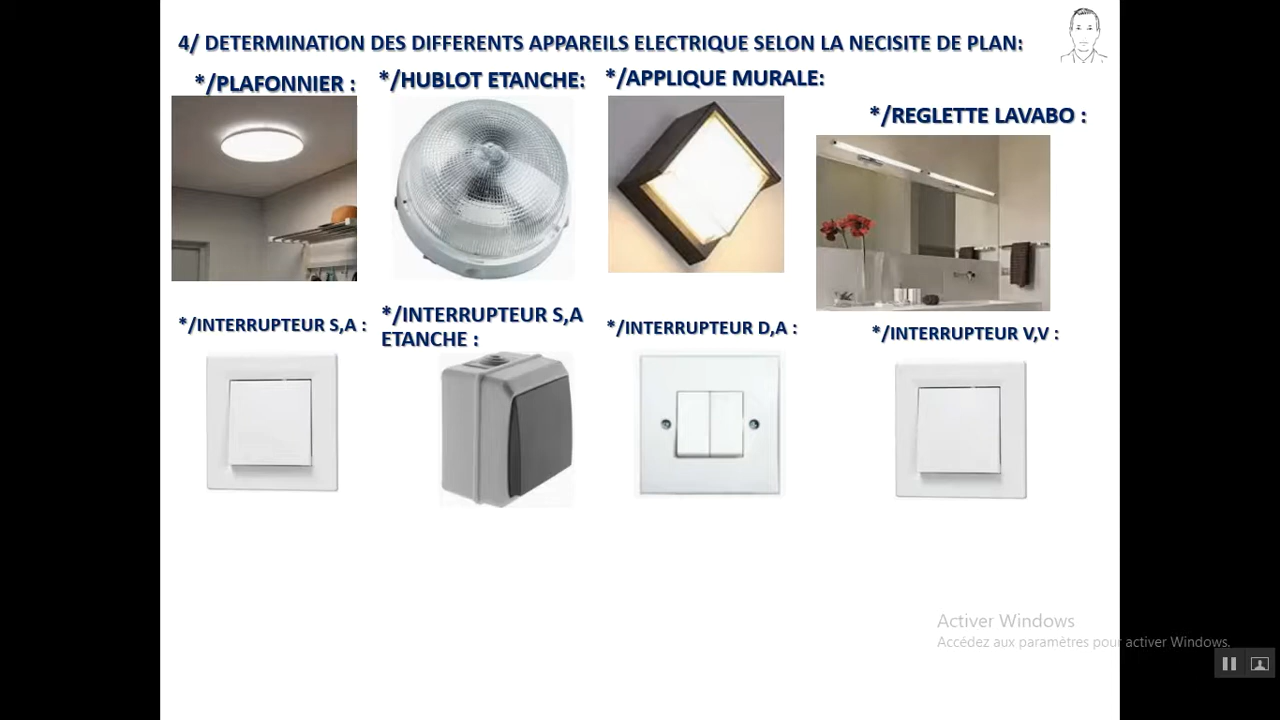 4/ DETERMINATION DES DIFFERENTS APPAREILS ELECTRIQUE SELON LA NECISITE DE PLAN:
*/PLAFONNIER :
*/HUBLOT ETANCHE:
*/APPLIQUE MURALE:
*/REGLETTE LAVABO :
*/INTERRUPTEUR S,A :
*/INTERRUPTEUR S,A
ETANCHE :
*/INTERRUPTEUR D,A :
*/INTERRUPTEUR V,V :
Activer Windows
Accédez aux paramètres pour activer Windows.